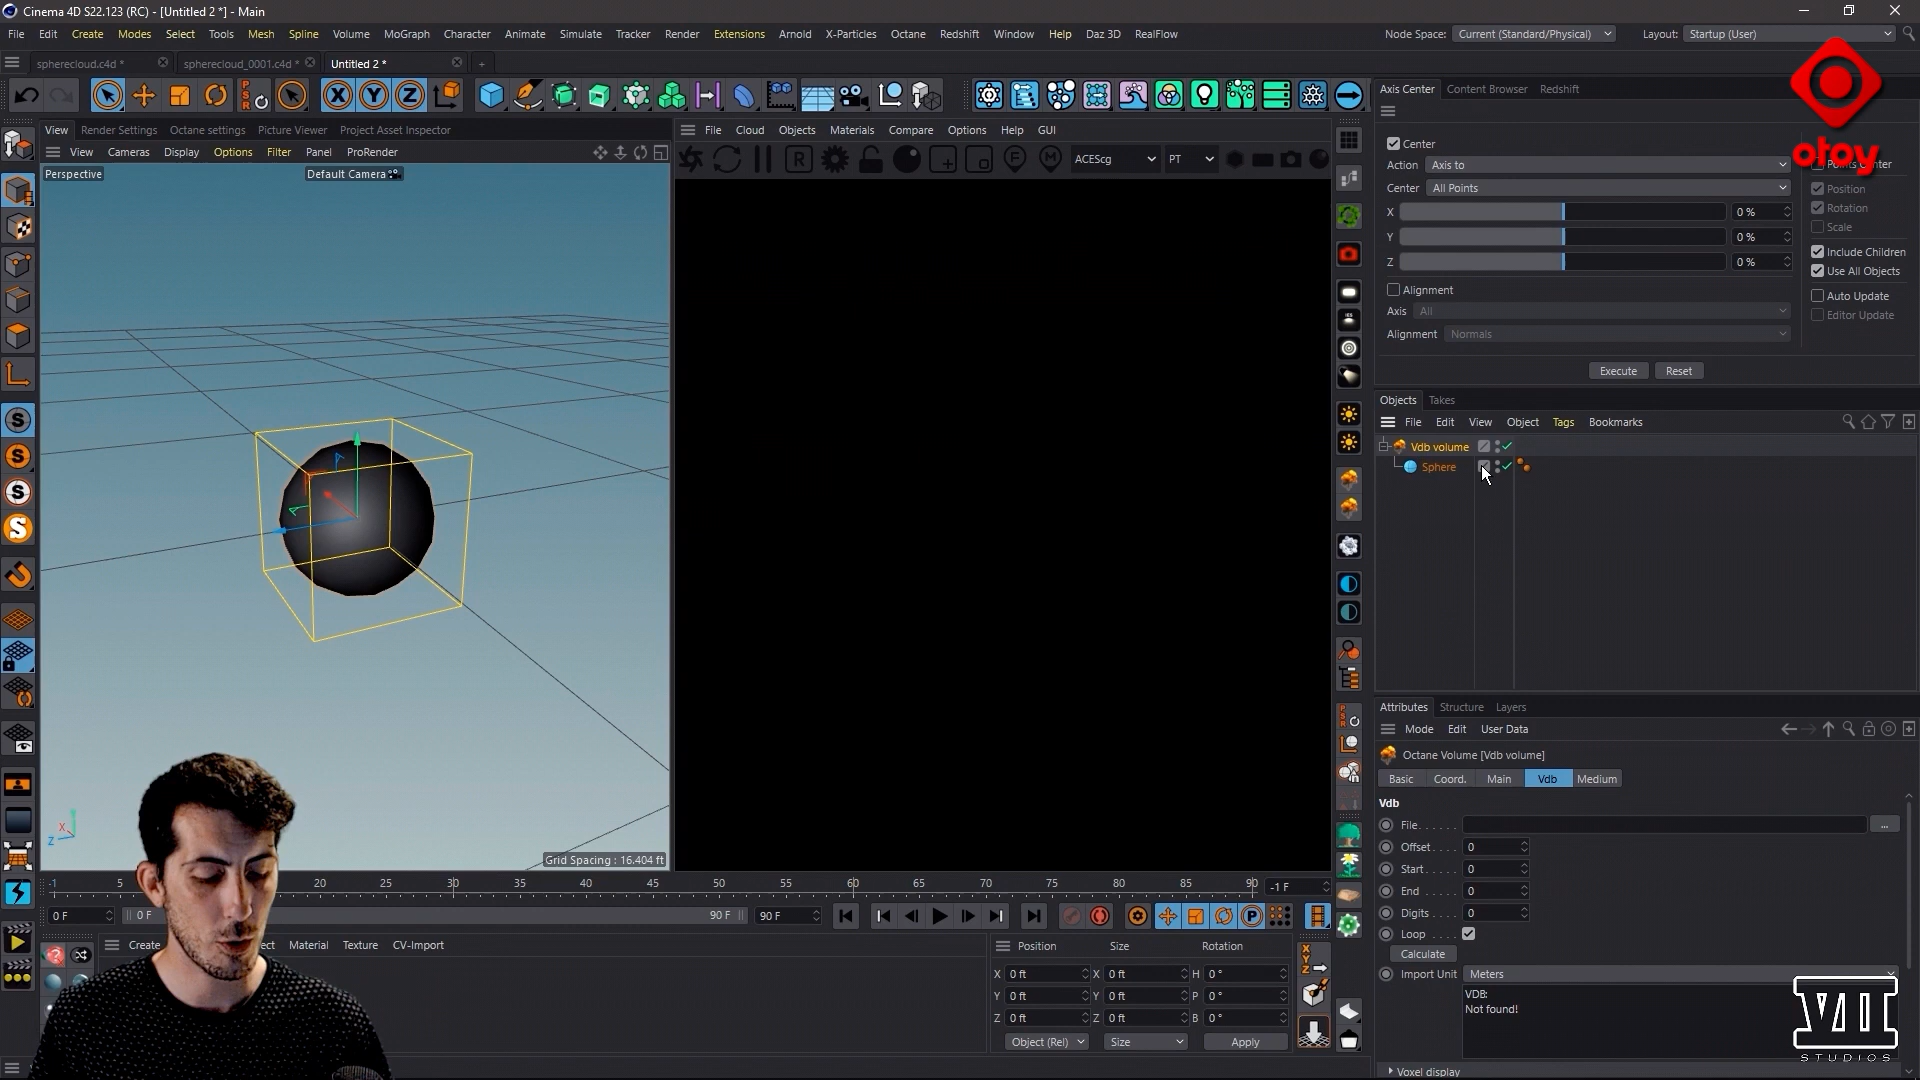 Cinema 4D S22.123 (RC) - [Untitled 2 *] - Main
File Edit Create Modes Select Tools Mesh Spline Volume MoGraph Character Animate Simulate Tracker Render Extensions Arnold X-Particles Octane Redshift Window Help Daz 3D RealFlow Node Space: Current (Standard/Physical) Layout: Startup (User)
spherecloud.c4d * spherecloud_0001.c4d * Untitled 2 *
X Y Z PSR
Axis Center Content Browser Redshift
otoy
View Render Settings Octane settings Picture Viewer Project Asset Inspector
File Cloud Objects Materials Compare Options Help GUI
View Cameras Display Options Filter Panel ProRender
R ACEScg PT
Perspective Default Camera
Center
Action Axis to Points Center
Center All Points Position
X 0 % Rotation
Scale
Y 0 %
Include Children
Z 0 % Use All Objects
Alignment Auto Update
Axis All Editor Update
Alignment Normals
Execute Reset
Objects Takes
File Edit View Object Tags Bookmarks
Vdb volume
Sphere
Attributes Structure Layers
Mode Edit User Data
Octane Volume [Vdb volume]
Basic Coord. Main Vdb Medium
Vdb
File
Offset 0
Start 0
End 0
Digits 0
Loop
Calculate
Import Unit Meters
VDB:
Not found!
Voxel display
VII
STUDIOS
Grid Spacing : 16.404 ft
-1 5 20 25 30 35 40 45 50 55 60 65 70 75 80 85 90 -1 F
0 F 0 F 90 F 90 F
Create Material Texture CV-Import
Position Size Rotation
X 0 ft X 0 ft H 0 °
Y 0 ft Y 0 ft P 0 °
Z 0 ft Z 0 ft B 0 °
Object (Rel) Size Apply